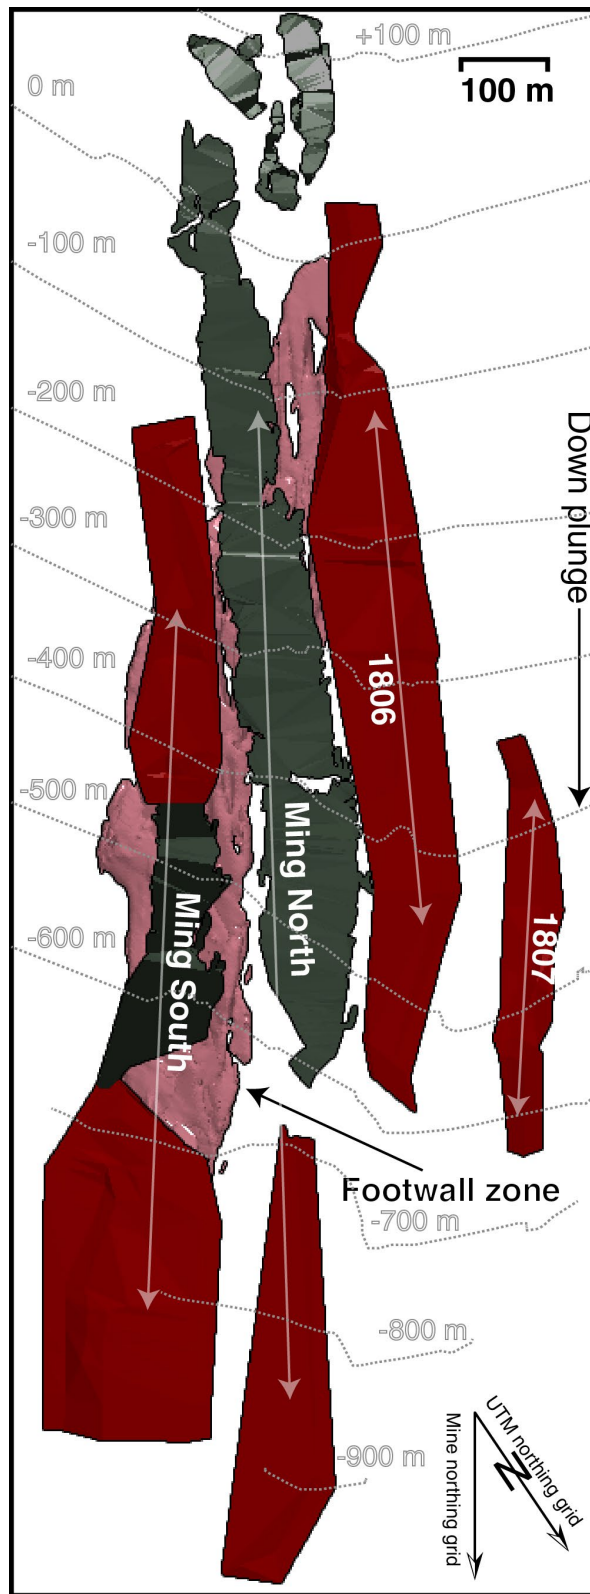 +100 m
100 m
0 m
-100 m
-200 m
Down plunge
-300 m
-400 m
1806
-500 m
Ming North
Ming South
1807
-600 m
Footwall zone
-700 m
-800 m
-900 m
Mine northing grid
UTM northing grid
N